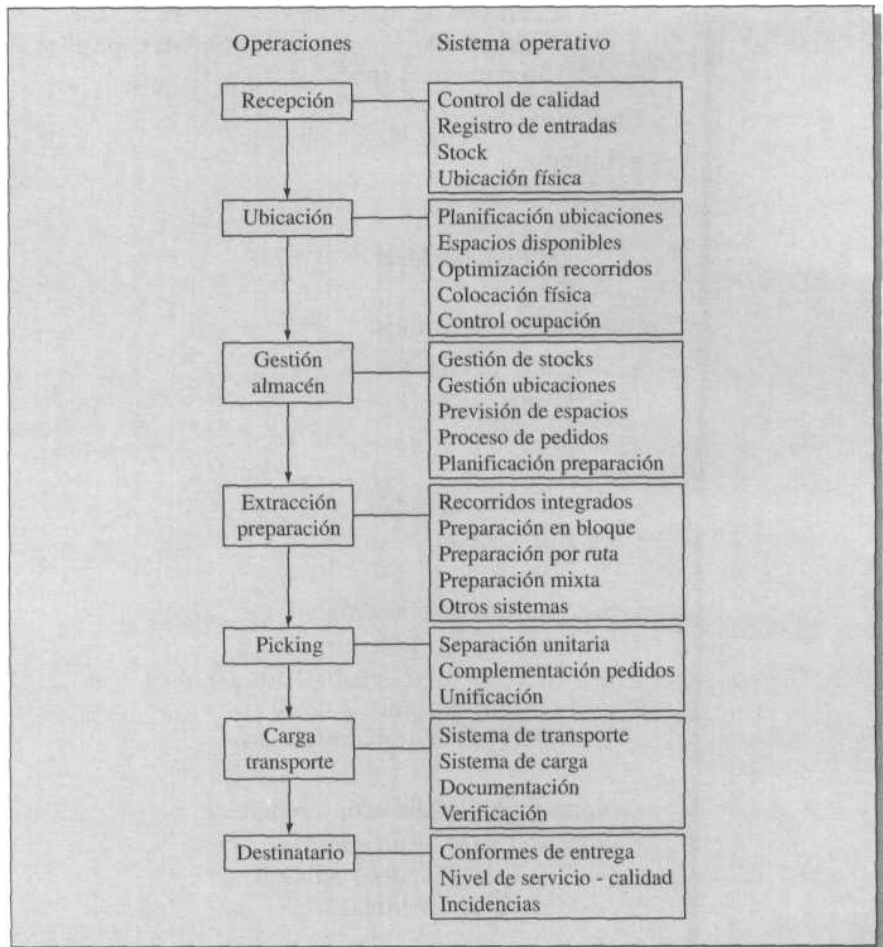 Operaciones Sistema operativo
Recepción
Control de calidad
Registro de entradas
Stock
Ubicación física
Ubicación
Planificación ubicaciones
Espacios disponibles
Optimización recorridos
Colocación física
Control ocupación
Gestión
almacén
Gestión de stocks
Gestión ubicaciones
Previsión de espacios
Proceso de pedidos
Planificación preparación
Extracción
preparación
Recorridos integrados
Preparación en bloque
Preparación por ruta
Preparación mixta
Otros sistemas
Picking
Separación unitaria
Complementación pedidos
Unificación
Carga
transporte
Sistema de transporte
Sistema de carga
Documentación
Verificación
Destinatario
Conformes de entrega
Nivel de servicio - calidad
Incidencias